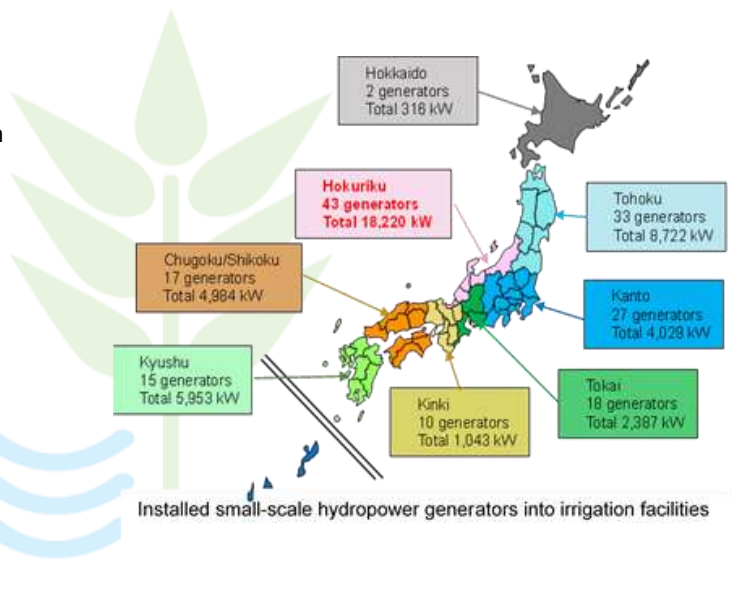 Hokkaido
2 generators
Total 316 kW
Hokuriku
43 generators
Total 18,220 kW
Tohoku
33 generators
Total 8,722 kW
Chugoku/Shikoku
17 generators
Total 4,984 kW
Kanto
27 generators
Total 4,029 kW
Kyushu
15 generators
Total 5,953 kW
Tokai
18 generators
Total 2,387 kW
Kinki
10 generators
Total 1,043 kW
Installed small-scale hydropower generators into irrigation facilities